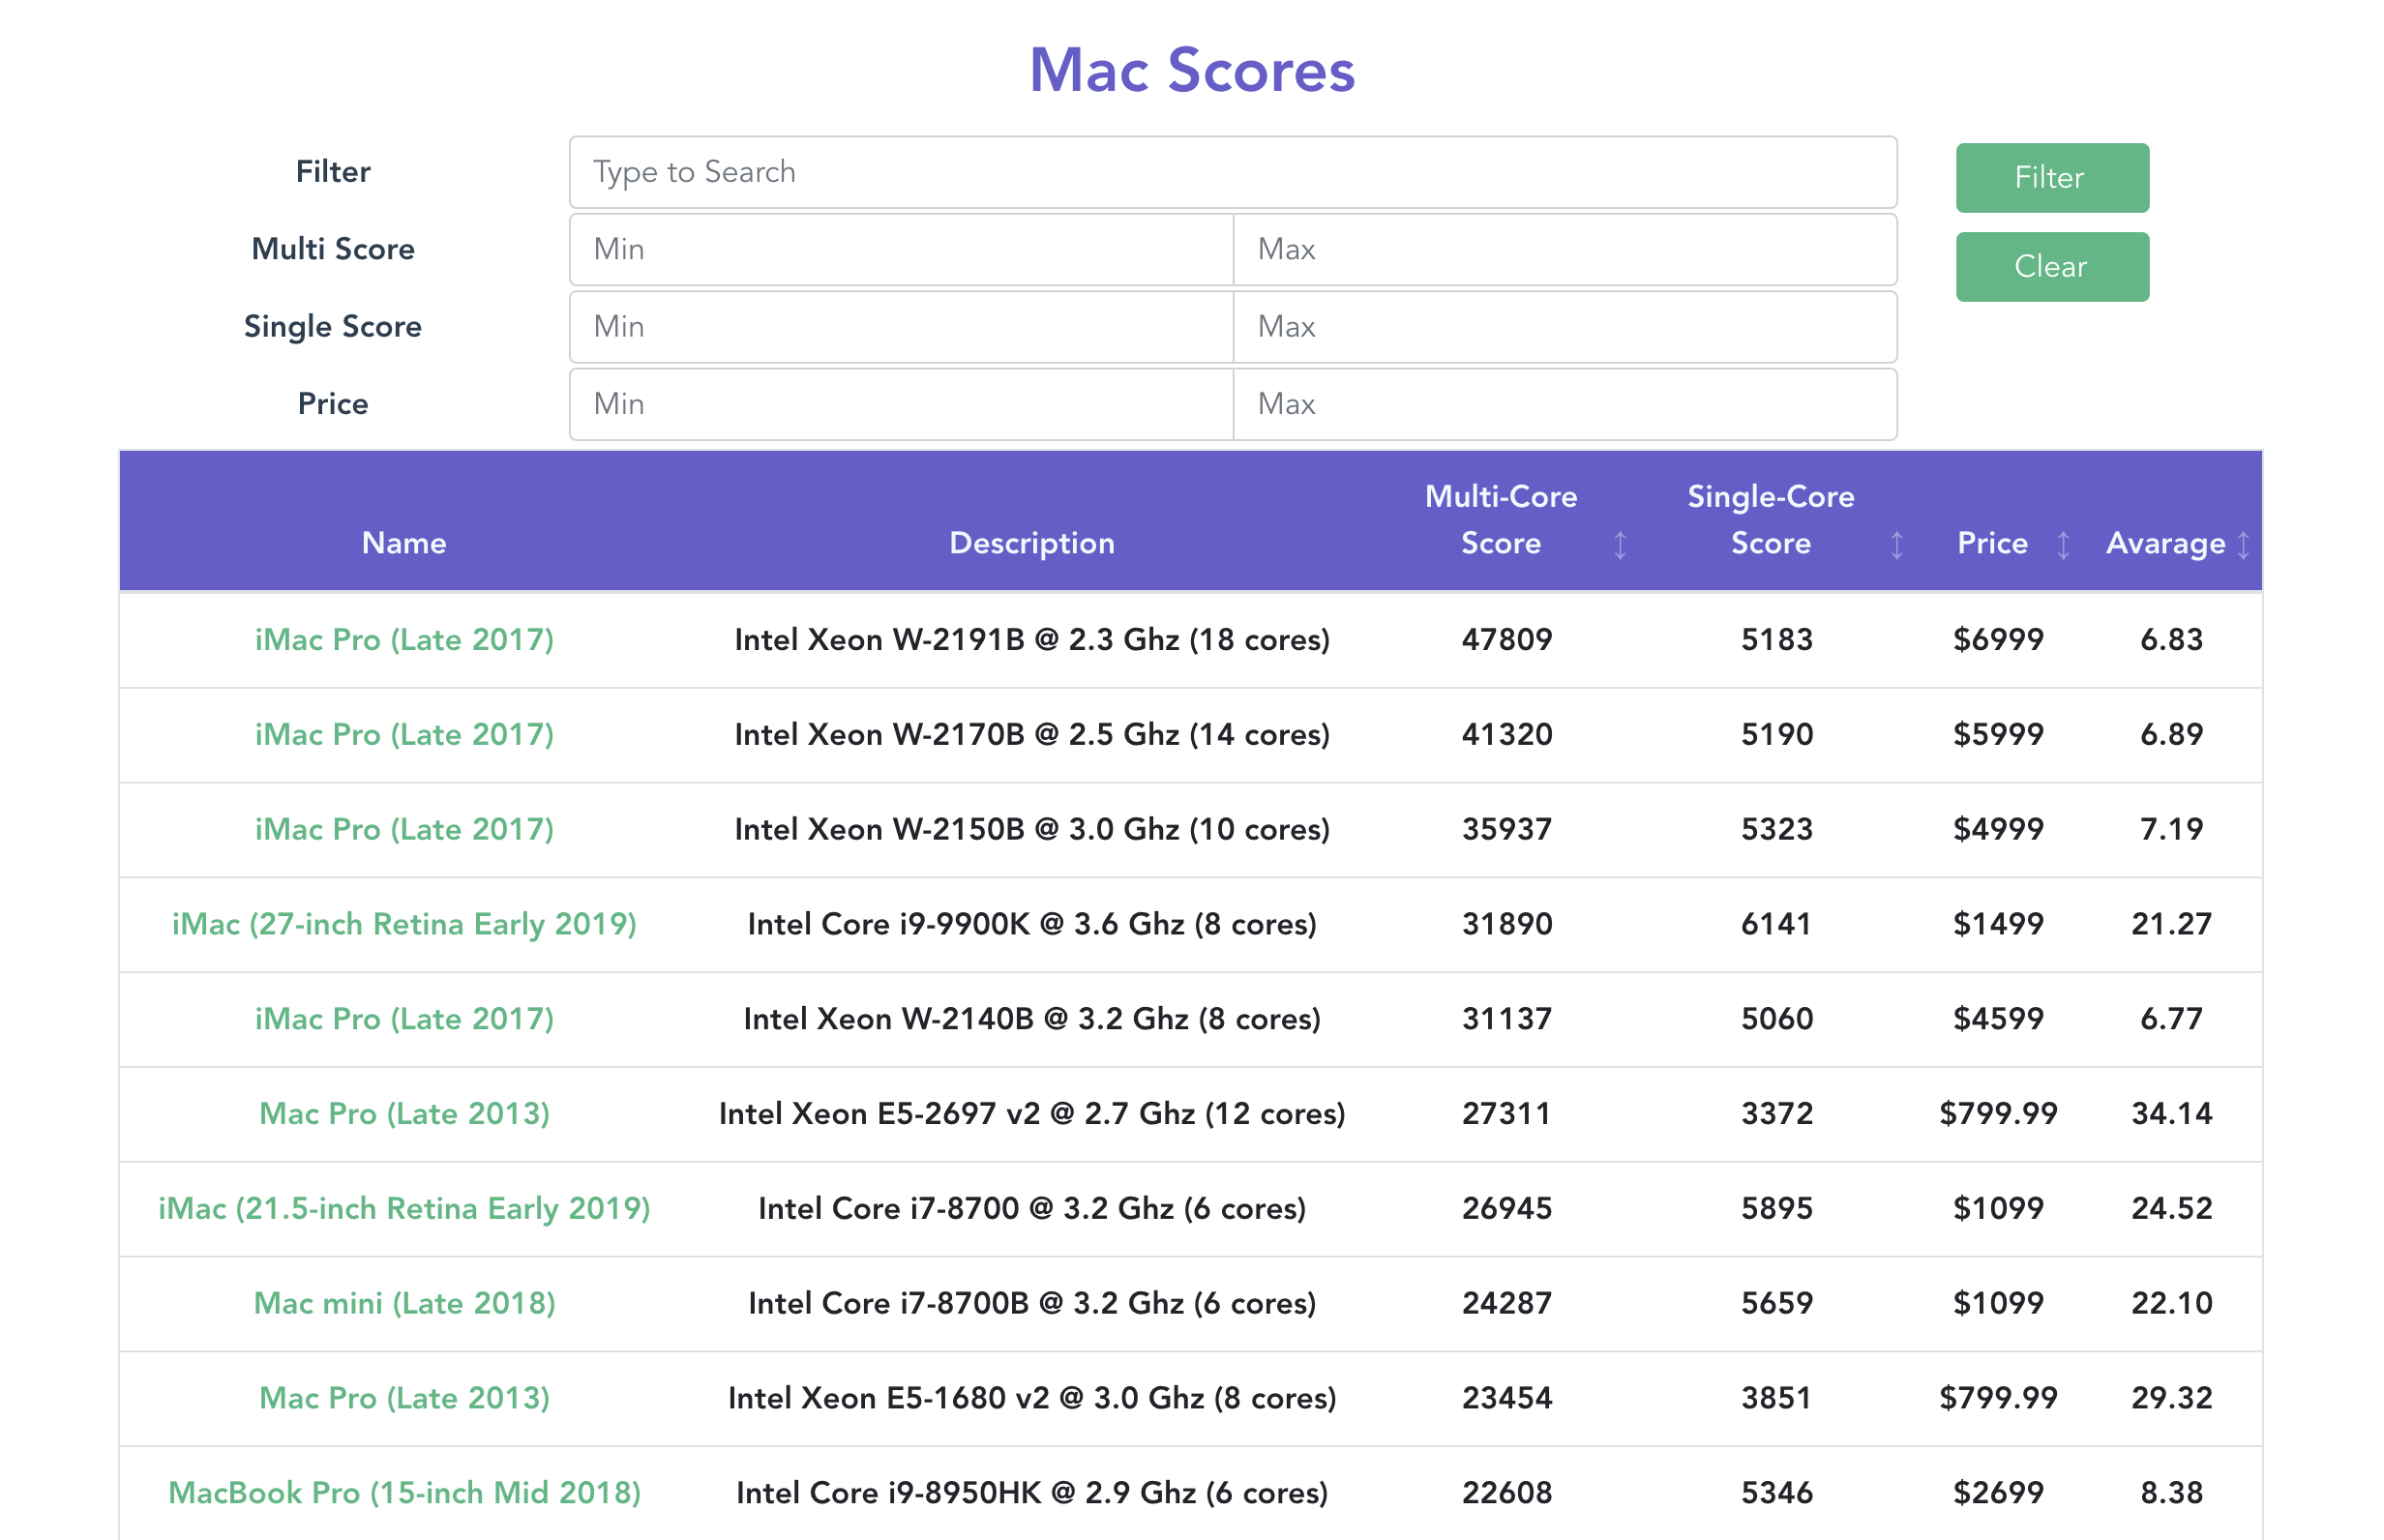 Mac Scores
Filter
Type to Search
Filter
Multi Score
Min
Max
Clear
Single Score
Min
Max
Price
Min
Max
Name
Description
Multi-Core Score
Single-Core Score
Price
Avarage
iMac Pro (Late 2017) Intel Xeon W-2191B @ 2.3 Ghz (18 cores) 47809 5183 $6999 6.83
iMac Pro (Late 2017) Intel Xeon W-2170B @ 2.5 Ghz (14 cores) 41320 5190 $5999 6.89
iMac Pro (Late 2017) Intel Xeon W-2150B @ 3.0 Ghz (10 cores) 35937 5323 $4999 7.19
iMac (27-inch Retina Early 2019) Intel Core i9-9900K @ 3.6 Ghz (8 cores) 31890 6141 $1499 21.27
iMac Pro (Late 2017) Intel Xeon W-2140B @ 3.2 Ghz (8 cores) 31137 5060 $4599 6.77
Mac Pro (Late 2013) Intel Xeon E5-2697 v2 @ 2.7 Ghz (12 cores) 27311 3372 $799.99 34.14
iMac (21.5-inch Retina Early 2019) Intel Core i7-8700 @ 3.2 Ghz (6 cores) 26945 5895 $1099 24.52
Mac mini (Late 2018) Intel Core i7-8700B @ 3.2 Ghz (6 cores) 24287 5659 $1099 22.10
Mac Pro (Late 2013) Intel Xeon E5-1680 v2 @ 3.0 Ghz (8 cores) 23454 3851 $799.99 29.32
MacBook Pro (15-inch Mid 2018) Intel Core i9-8950HK @ 2.9 Ghz (6 cores) 22608 5346 $2699 8.38